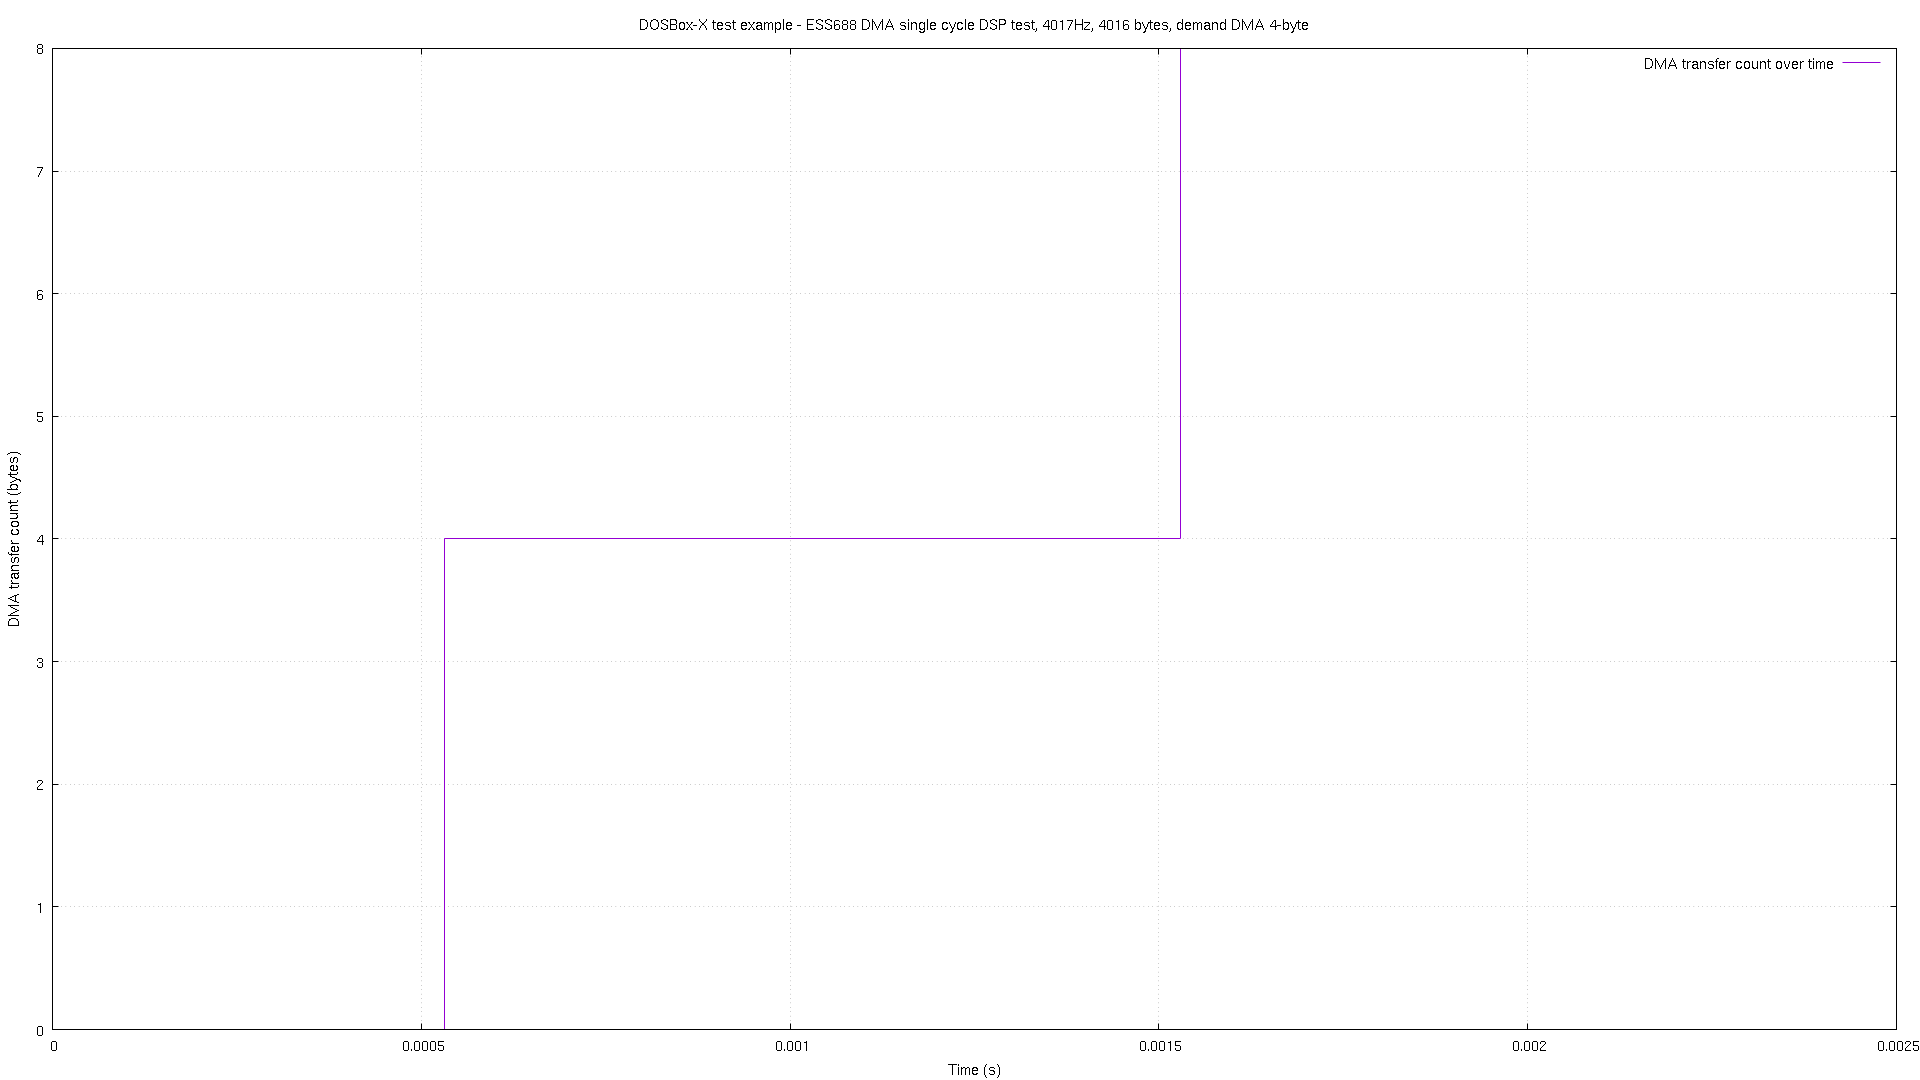 DOSBox-X test example - ESS688 DMA single cycle DSP test, 4017Hz, 4016 bytes, demand DMA 4-byte
DMA transfer count over time
8
7
6
5
4
3
2
1
0
DMA transfer count (bytes)
0 0.0005 0.001 0.0015 0.002 0.0025
Time (s)